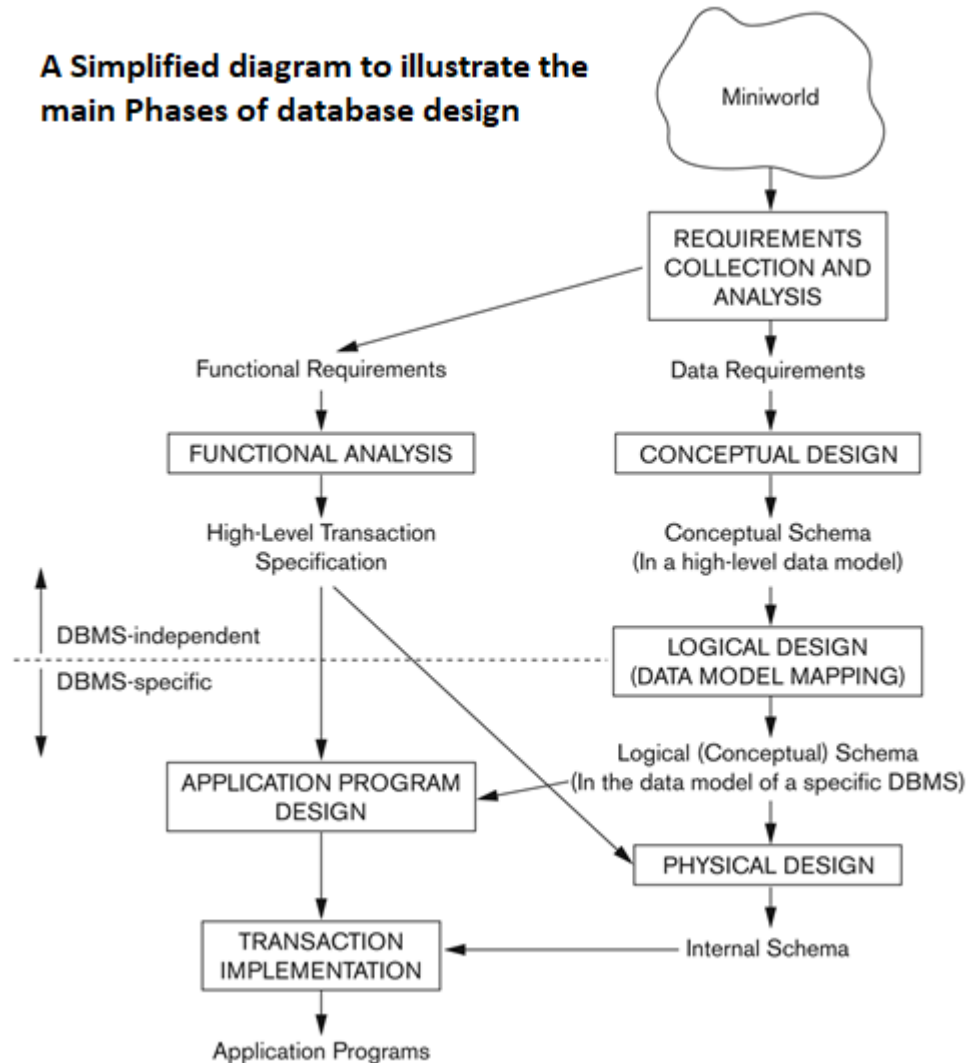 A Simplified diagram to illustrate the
main Phases of database design
Miniworld
REQUIREMENTS
COLLECTION AND
ANALYSIS
Functional Requirements
Data Requirements
FUNCTIONAL ANALYSIS
CONCEPTUAL DESIGN
High-Level Transaction
Specification
Conceptual Schema
(In a high-level data model)
DBMS-independent
LOGICAL DESIGN
(DATA MODEL MAPPING)
DBMS-specific
Logical (Conceptual) Schema
(In the data model of a specific DBMS)
APPLICATION PROGRAM
DESIGN
PHYSICAL DESIGN
TRANSACTION
IMPLEMENTATION
Internal Schema
Application Programs